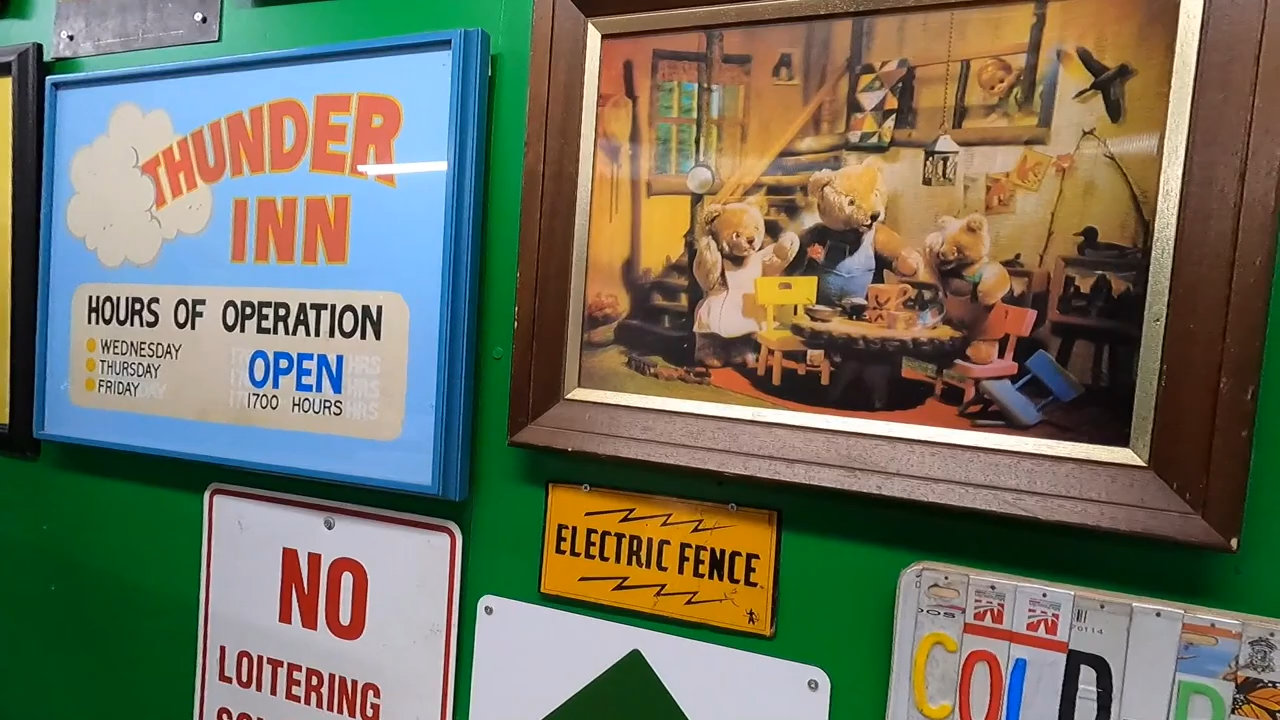 THUNDER
INN
HOURS OF OPERATION
WEDNESDAY
THURSDAY
FRIDAY
OPEN
1700 HOURS
NO
LOITERING
ELECTRIC FENCE
COLD